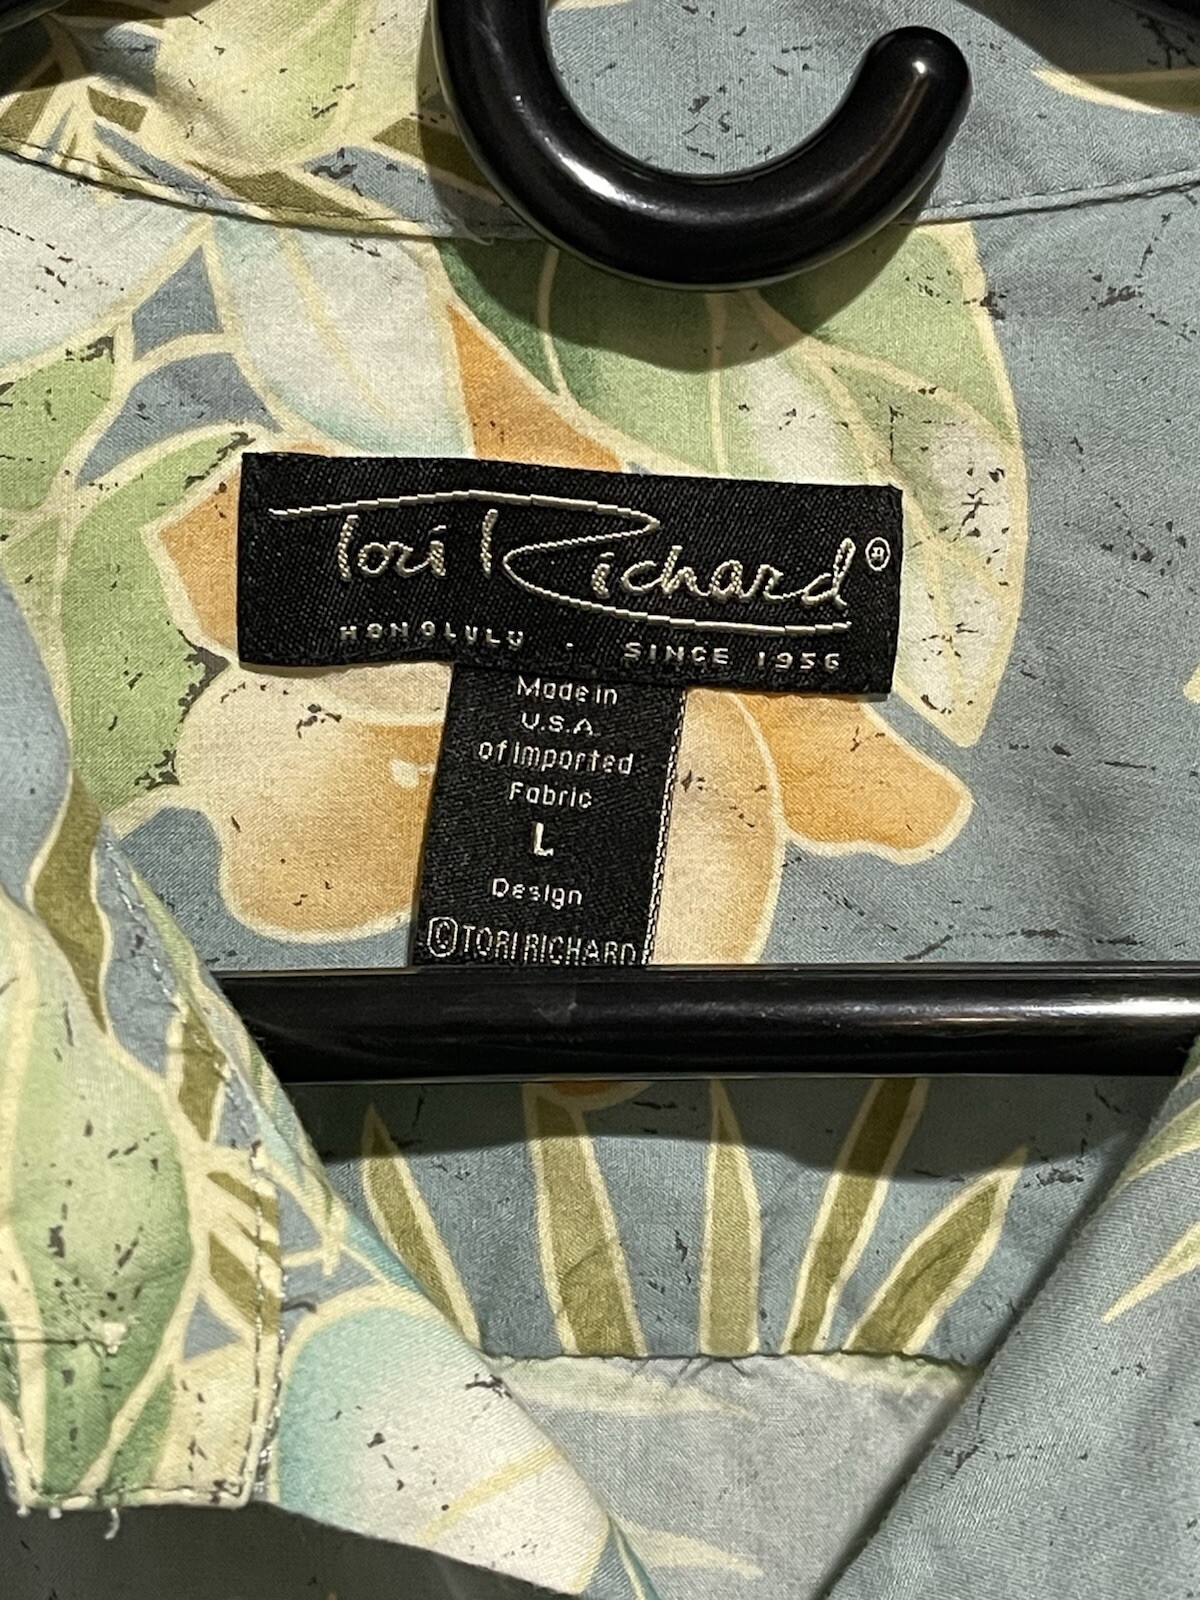 Tori Richard®
HONOLULU · SINCE 1956
Made in
U.S.A.
of Imported
Fabric
L
Design
©TORI RICHARD